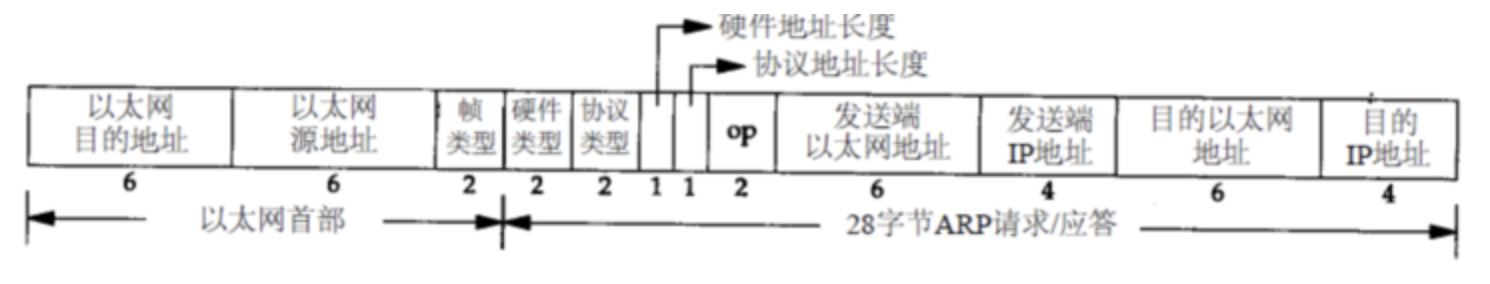 硬件地址长度
协议地址长度
以太网
目的地址
以太网
源地址
帧
类型
硬件
类型
协议
类型
op
发送端
以太网地址
发送端
IP地址
目的以太网
地址
目的
IP地址
6
6
2
2
2
1
1
2
6
4
6
4
以太网首部
28字节ARP请求/应答